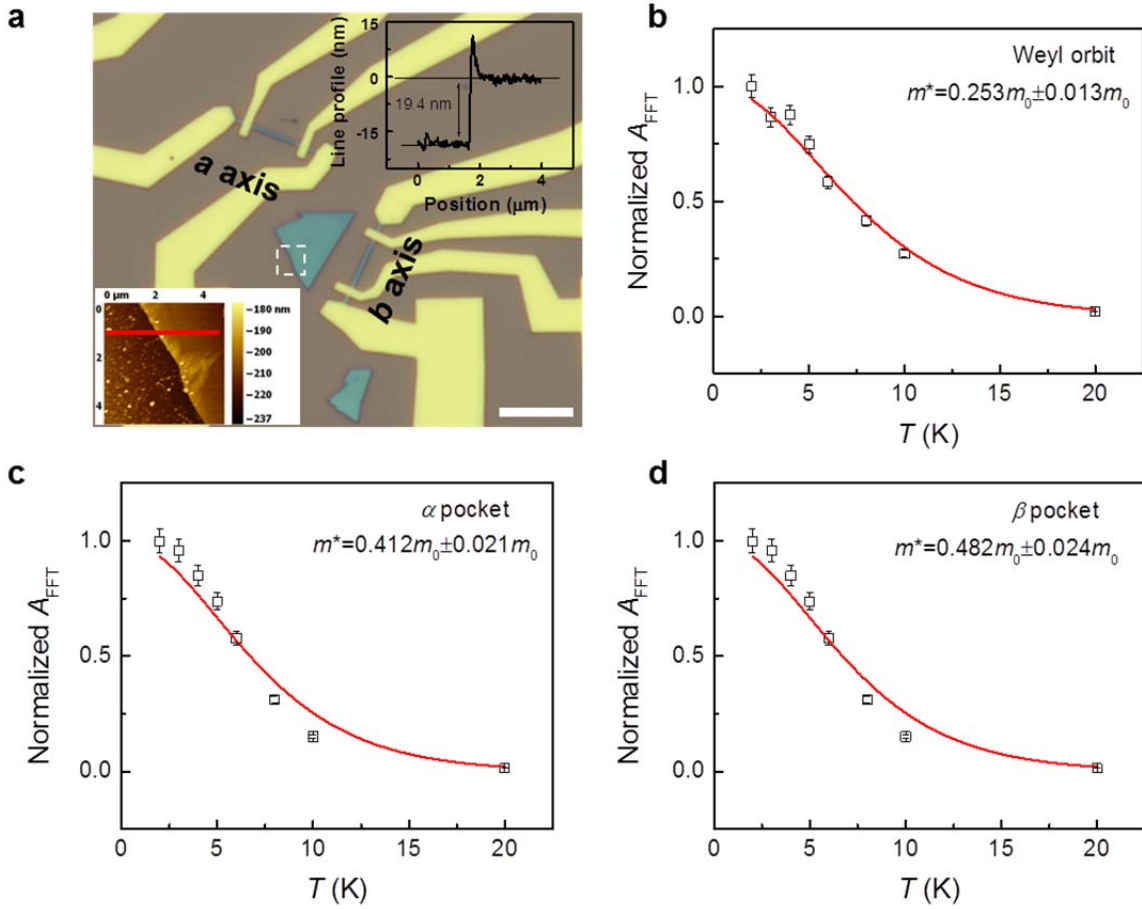 a
15
0
-15
Line profile (nm)
19.4 nm
0 2 4
Position (μm)
a axis
b axis
0 μm 2 4
0
2
4
−180 nm
−190
−200
−210
−220
−237
b
Weyl orbit
m*=0.253m0±0.013m0
1.0
0.5
0.0
Normalized AFFT
0 5 10 15 20
T (K)
c
α pocket
m*=0.412m0±0.021m0
1.0
0.5
0.0
Normalized AFFT
0 5 10 15 20
T (K)
d
β pocket
m*=0.482m0±0.024m0
1.0
0.5
0.0
Normalized AFFT
0 5 10 15 20
T (K)